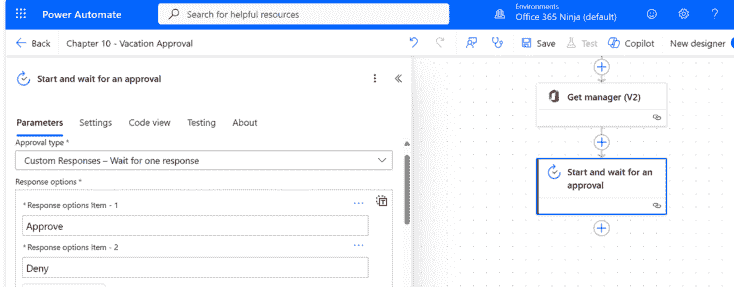 Power Automate
Search for helpful resources
Environments
Office 365 Ninja (default)
?
Back
Chapter 10 - Vacation Approval
Save
Test
Copilot
New designer
Start and wait for an approval
Parameters
Settings
Code view
Testing
About
Approval type *
Custom Responses – Wait for one response
Response options *
* Response options Item - 1
Approve
* Response options Item - 2
Deny
Get manager (V2)
Start and wait for an
approval